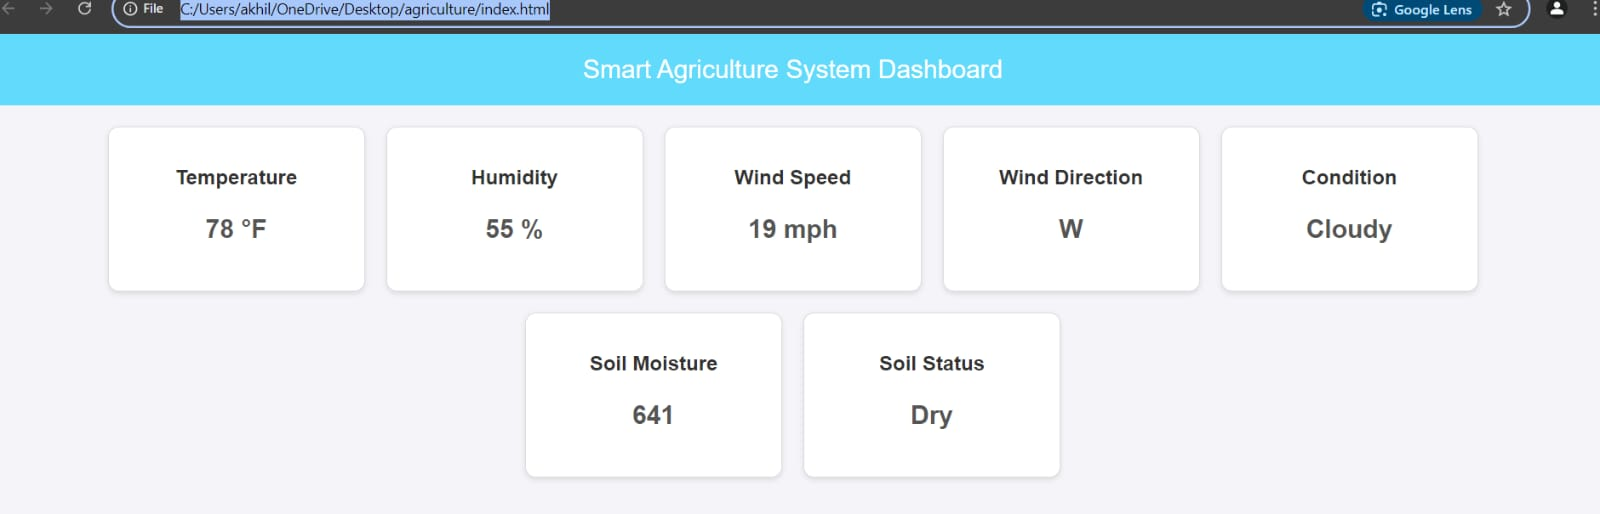 File C:/Users/akhil/OneDrive/Desktop/agriculture/index.html Google Lens
Smart Agriculture System Dashboard
Temperature Humidity Wind Speed Wind Direction Condition
78 °F 55 % 19 mph W Cloudy
Soil Moisture Soil Status
641 Dry